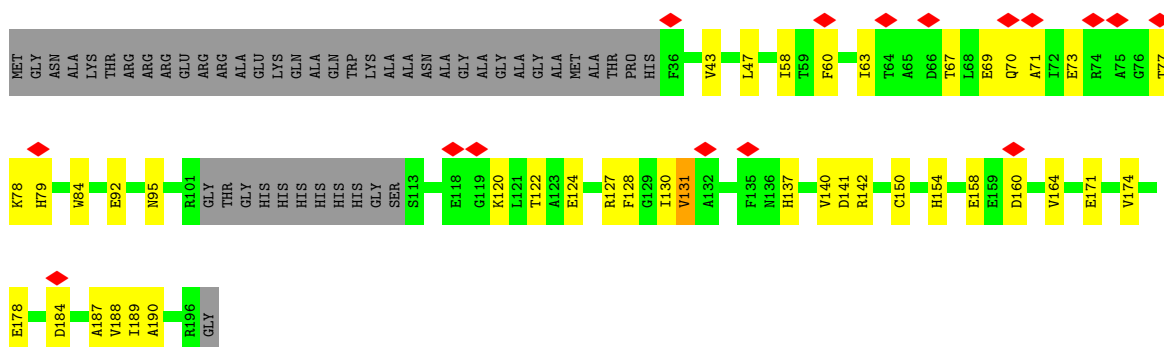 MET GLY ASN ALA LYS THR ARG ARG ARG GLU ARG ARG ALA GLU LYS GLN ALA GLN TRP LYS ALA ALA ASN ALA GLY ALA GLY ALA GLY ALA MET ALA THR PRO HIS F36 V43 L47 I58 T59 F60 I63 T64 A65 D66 T67 L68 E69 Q70 A71 I72 E73 R74 A75 G76 T77
K78 H79 W84 E92 N95 R101 GLY THR GLY HIS HIS HIS HIS HIS HIS GLY SER S113 E118 G119 K120 L121 T122 A123 E124 R127 F128 G129 I130 V131 A132 F135 N136 H137 V140 D141 R142 C150 H154 E158 E159 D160 V164 E171 V174
E178 D184 A187 V188 I189 A190 R196 GLY